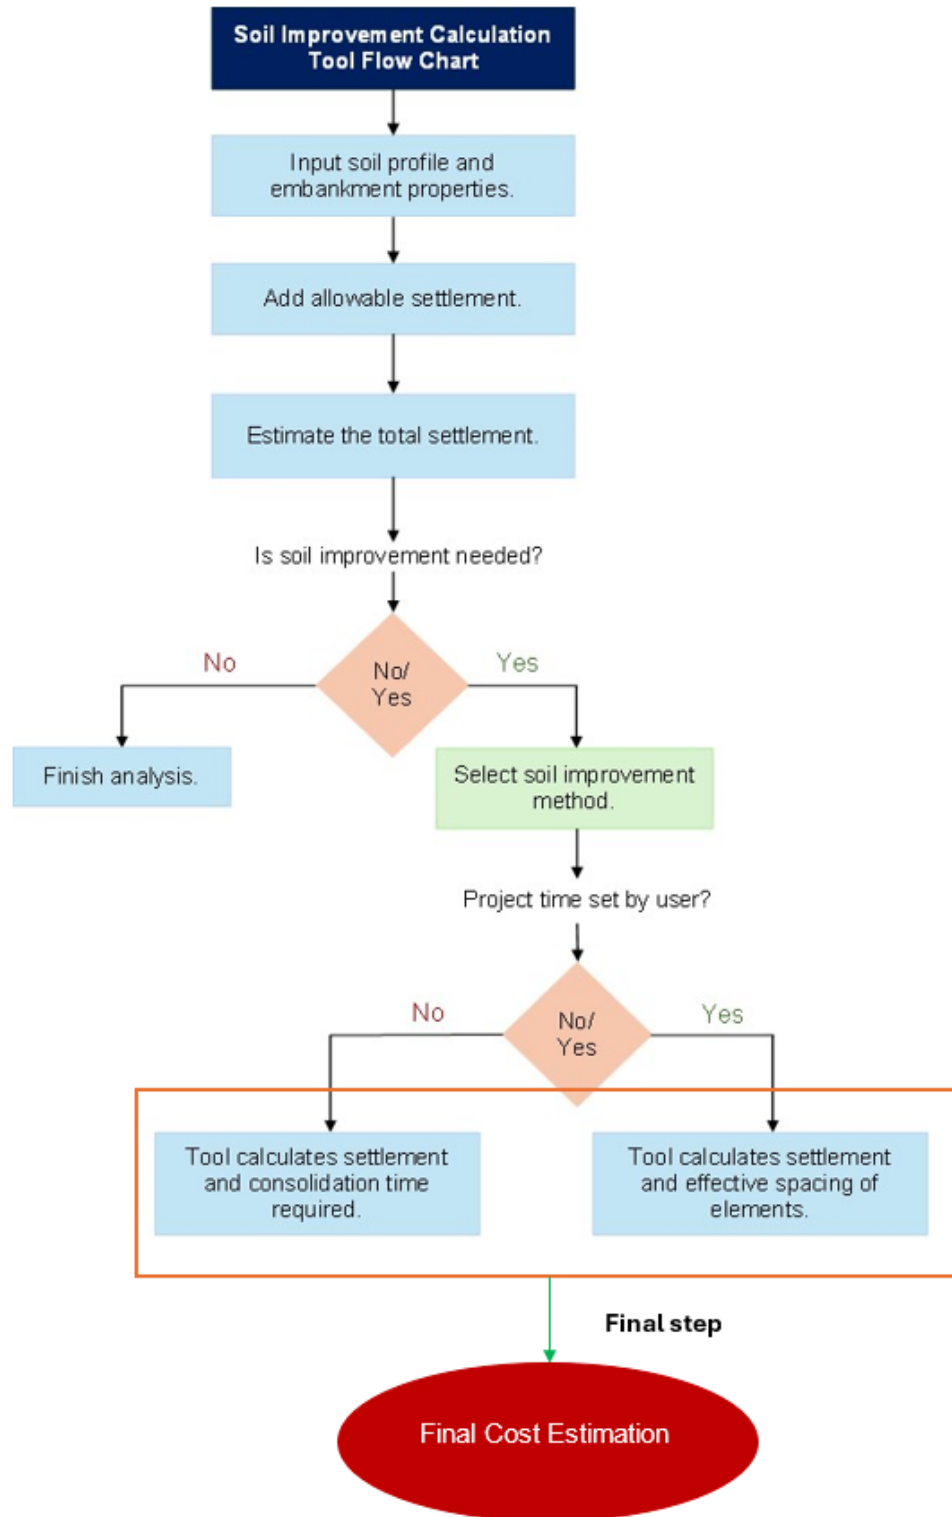 Soil Improvement Calculation
Tool Flow Chart
Input soil profile and
embankment properties.
Add allowable settlement.
Estimate the total settlement.
Is soil improvement needed?
No
No/
Yes
Yes
Finish analysis.
Select soil improvement
method.
Project time set by user?
No
No/
Yes
Yes
Tool calculates settlement
and consolidation time
required.
Tool calculates settlement
and effective spacing of
elements.
Final step
Final Cost Estimation